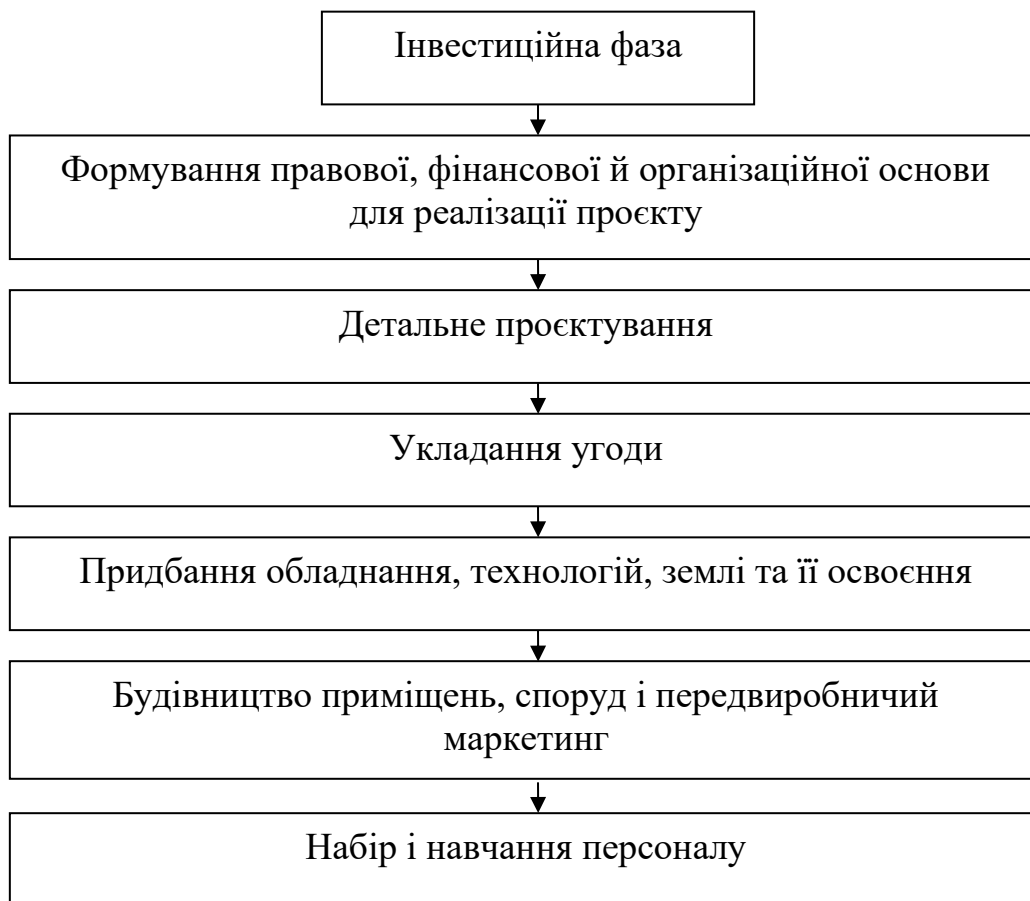 Інвестиційна фаза
Формування правової, фінансової й організаційної основи
для реалізації проєкту
Детальне проєктування
Укладання угоди
Придбання обладнання, технологій, землі та її освоєння
Будівництво приміщень, споруд і передвиробничий
маркетинг
Набір і навчання персоналу